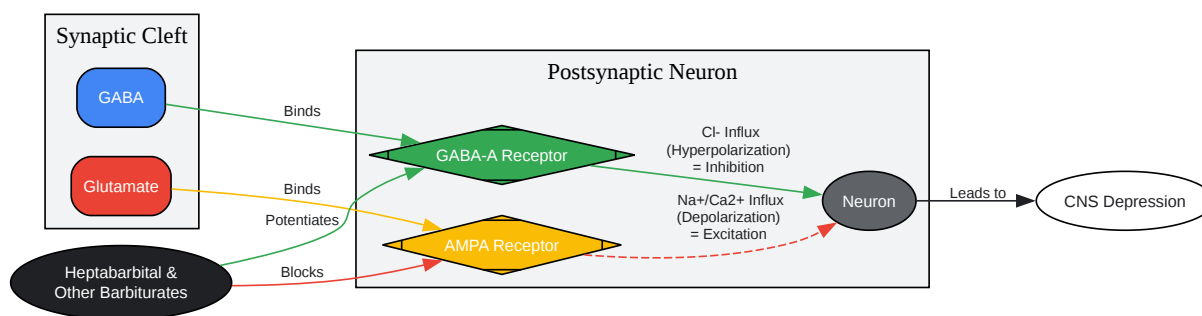 Synaptic Cleft
GABA
Glutamate
Heptabarbital &
Other Barbiturates
Binds
Binds
Potentiates
Blocks
Postsynaptic Neuron
GABA-A Receptor
AMPA Receptor
Cl- Influx
(Hyperpolarization)
= Inhibition
Na+/Ca2+ Influx
(Depolarization)
= Excitation
Neuron
Leads to
CNS Depression